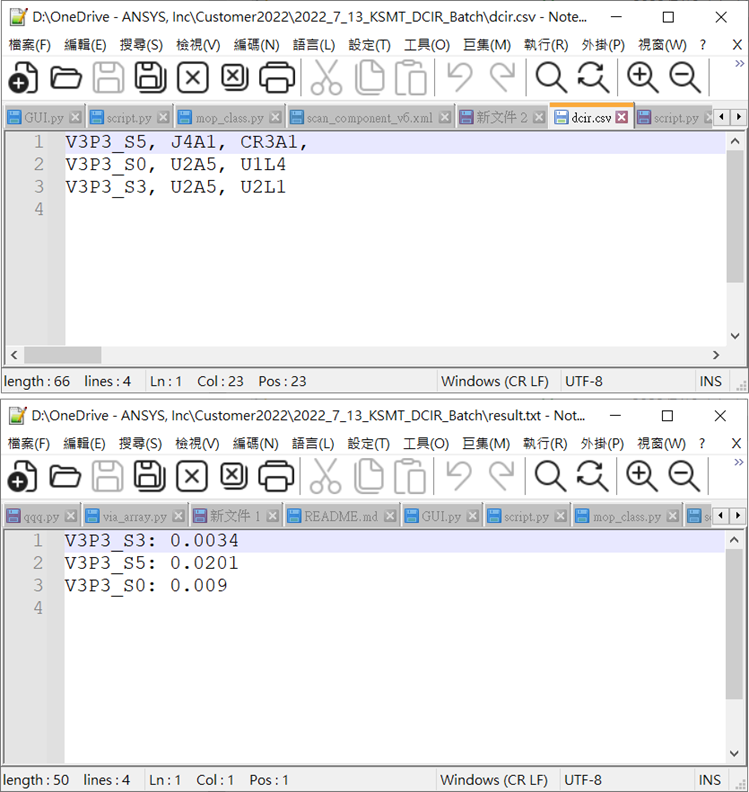 D:\OneDrive - ANSYS, Inc\Customer2022\2022_7_13_KSMT_DCIR_Batch\dcir.csv - Note...
檔案(F) 編輯(E) 搜尋(S) 檢視(V) 編碼(N) 語言(L) 設定(T) 工具(O) 巨集(M) 執行(R) 外掛(P) 視窗(W) ? X
GUI.py script.py mop_class.py scan_component_v6.xml 新文件 2 dcir.csv script.py
1 V3P3_S5, J4A1, CR3A1,
2 V3P3_S0, U2A5, U1L4
3 V3P3_S3, U2A5, U2L1
4
length : 66 lines : 4 Ln : 1 Col : 23 Pos : 23 Windows (CR LF) UTF-8 INS
D:\OneDrive - ANSYS, Inc\Customer2022\2022_7_13_KSMT_DCIR_Batch\result.txt - Not...
檔案(F) 編輯(E) 搜尋(S) 檢視(V) 編碼(N) 語言(L) 設定(T) 工具(O) 巨集(M) 執行(R) 外掛(P) 視窗(W) ? X
qqq.py via_array.py 新文件 1 README.md GUI.py script.py mop_class.py
1 V3P3_S3: 0.0034
2 V3P3_S5: 0.0201
3 V3P3_S0: 0.009
4
length : 50 lines : 4 Ln : 1 Col : 1 Pos : 1 Windows (CR LF) UTF-8 INS